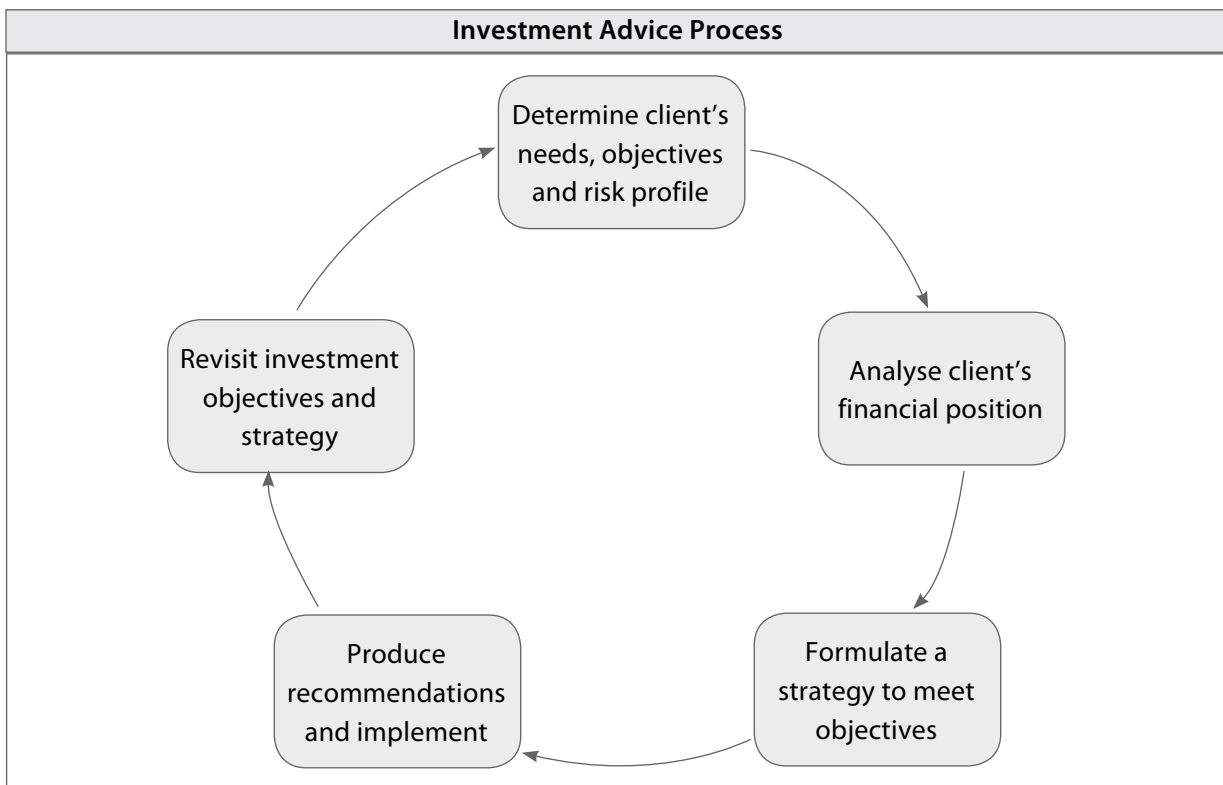 Investment Advice Process
Determine client’s
needs, objectives
and risk profile
Analyse client’s
financial position
Formulate a
strategy to meet
objectives
Produce
recommendations
and implement
Revisit investment
objectives and
strategy